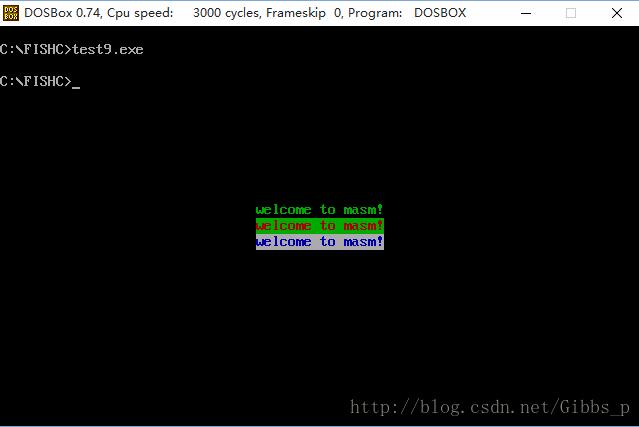 DOSBox 0.74, Cpu speed: 3000 cycles, Frameskip 0, Program: DOSBOX
C:\FISHC>test9.exe
C:\FISHC>_
welcome to masm!
welcome to masm!
welcome to masm!
http://blog.csdn.net/Gibbs_p